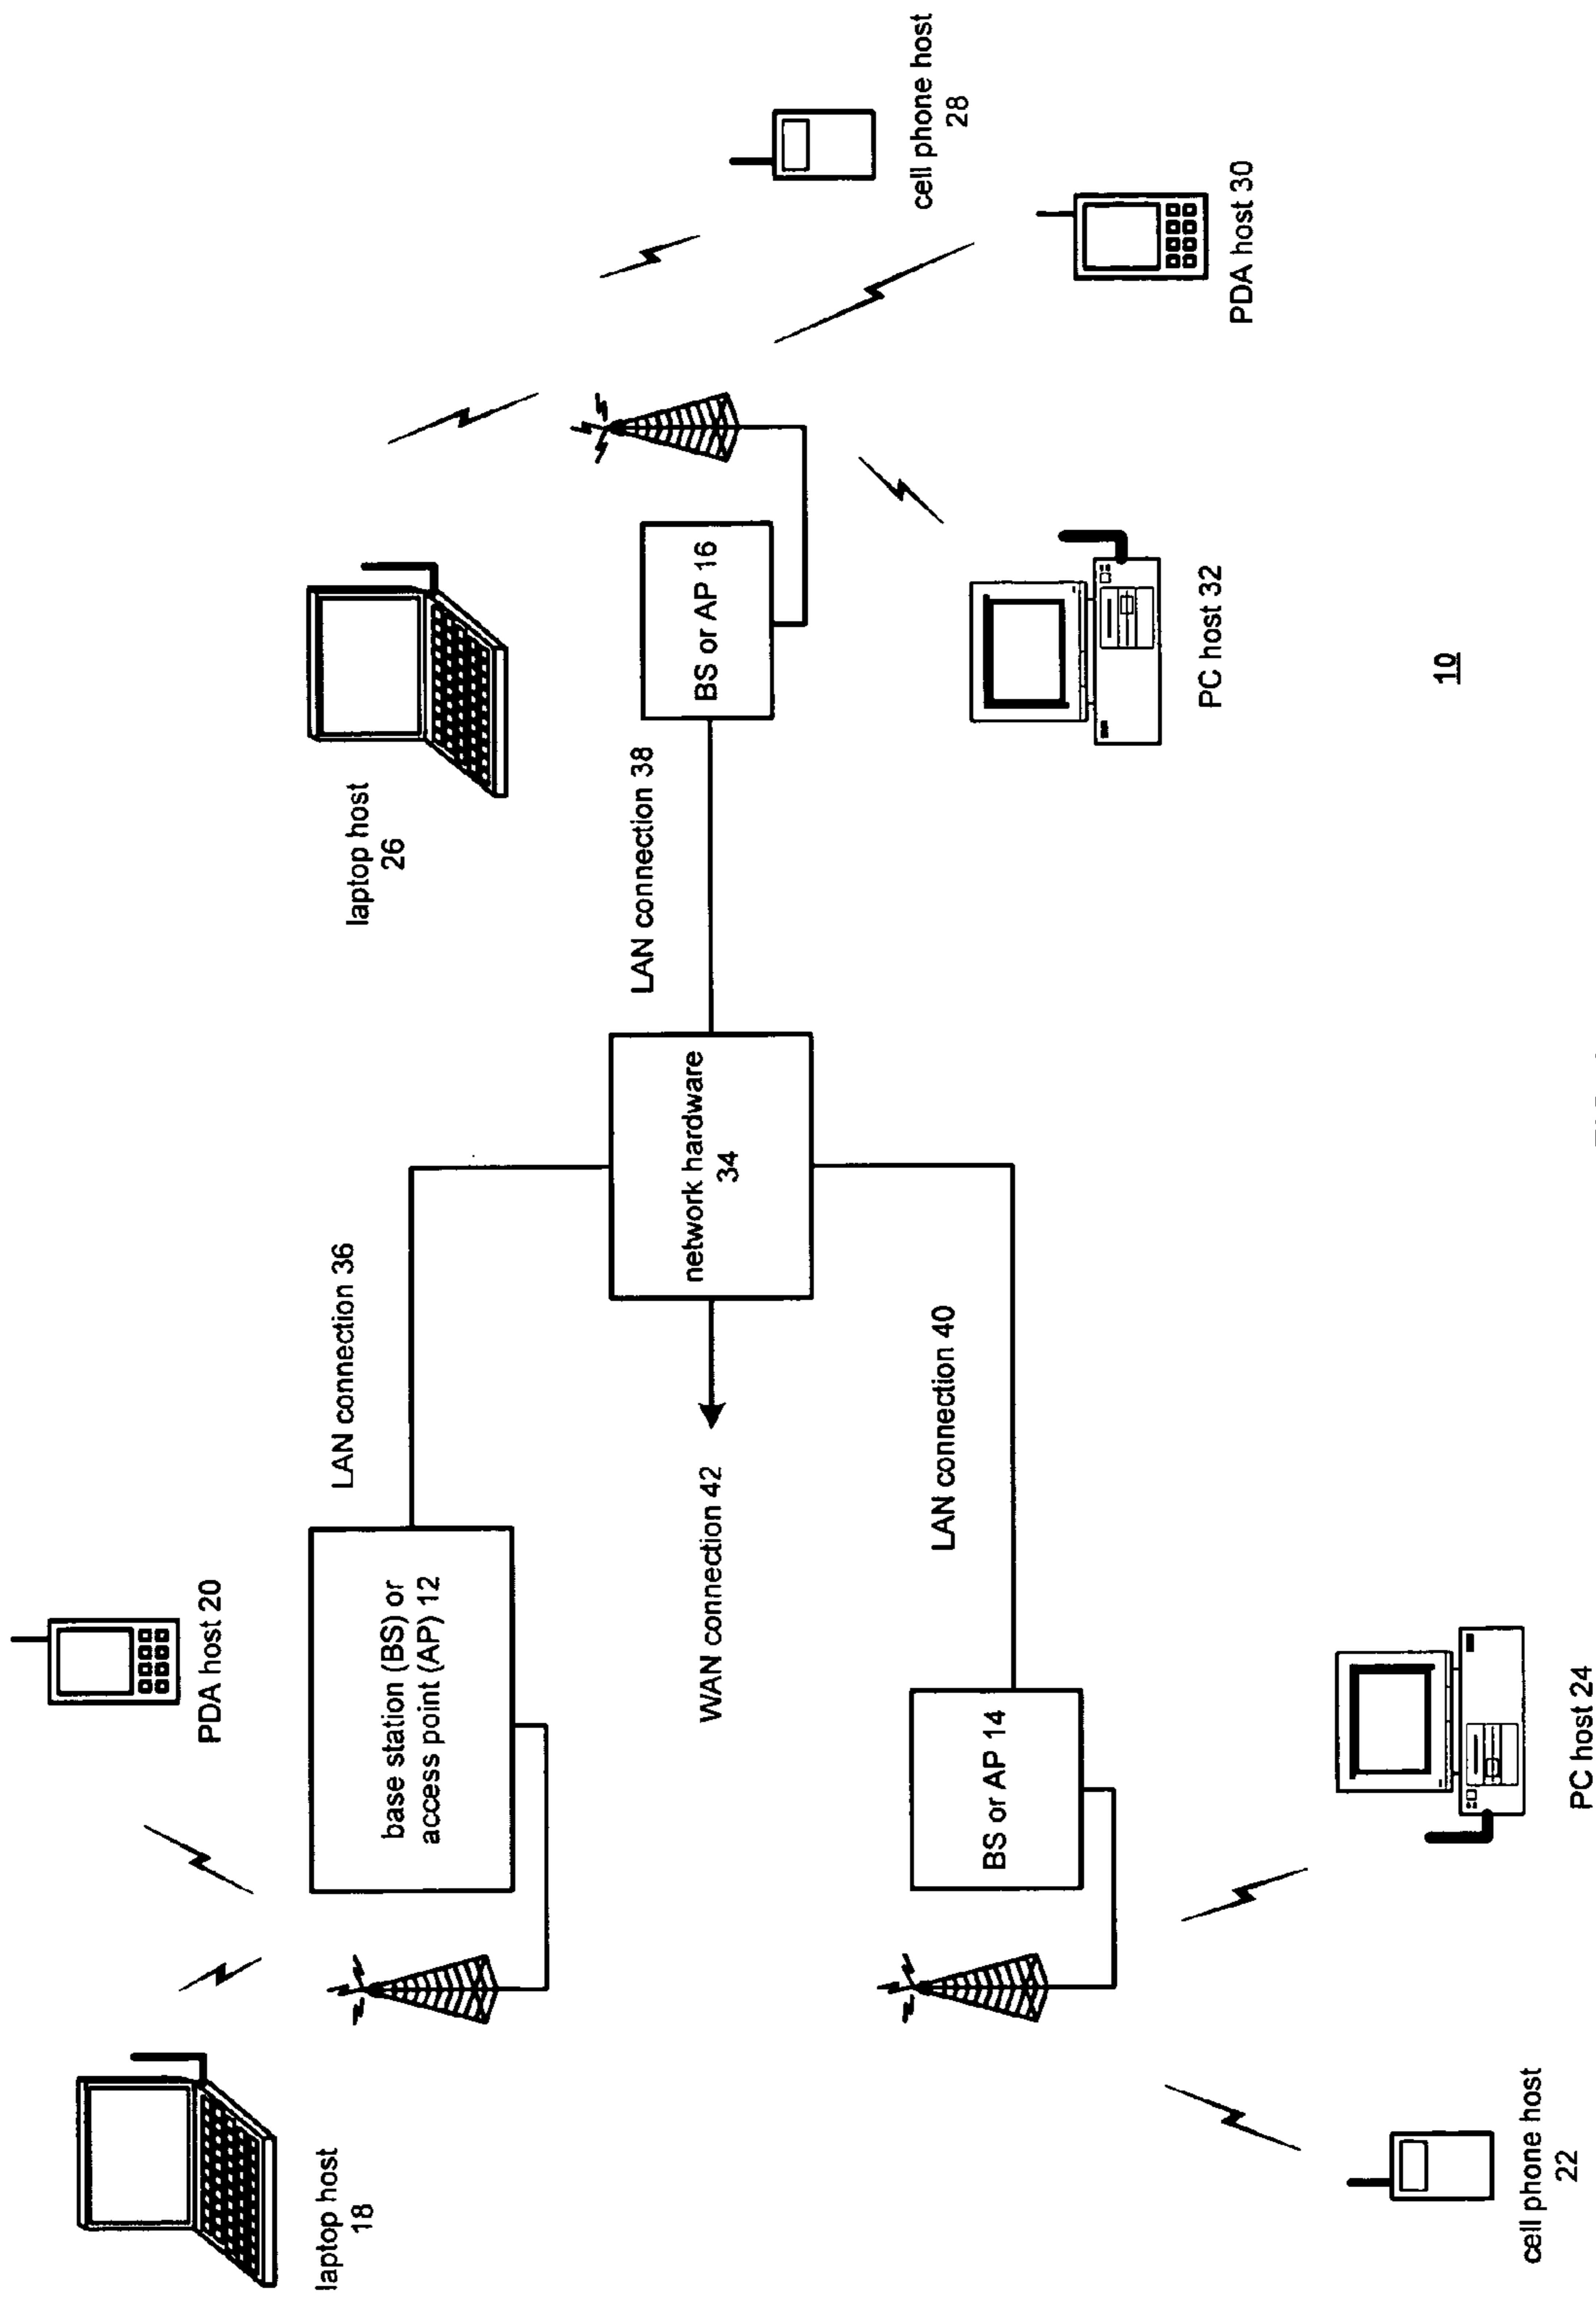 PDA host 20
laptop host
18
base station (BS) or
access point (AP) 12
LAN connection 36
laptop host
26
LAN connection 38
BS or AP 16
cell phone host
28
PDA host 30
PC host 32
network hardware
34
WAN connection 42
LAN connection 40
BS or AP 14
cell phone host
22
PC host 24
10